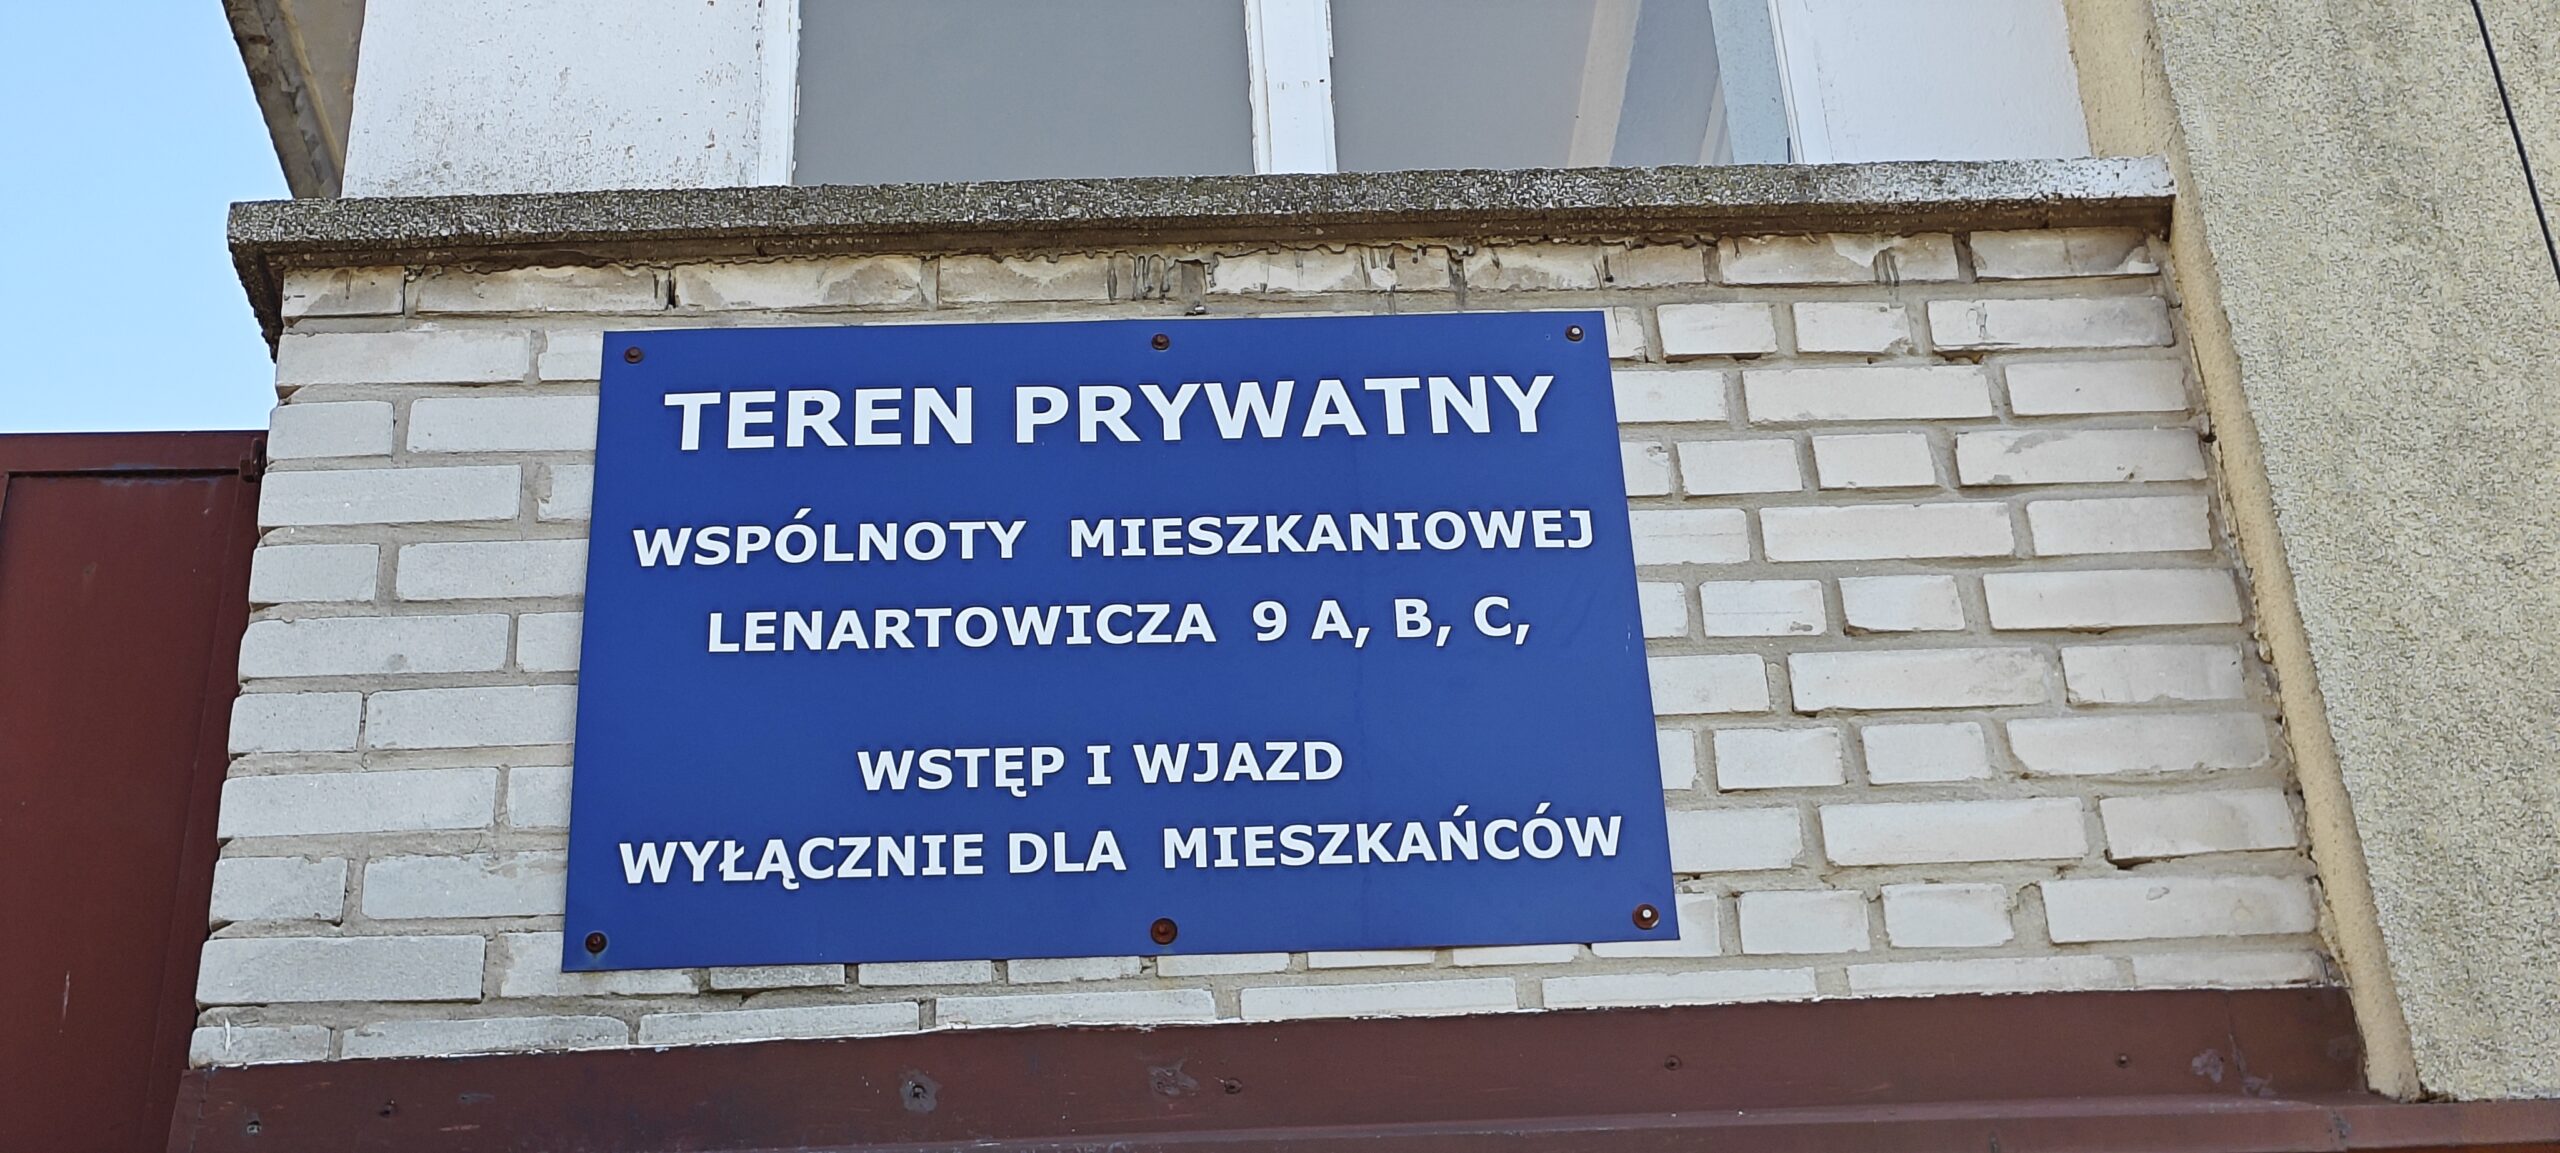 TEREN PRYWATNY
WSPÓLNOTY MIESZKANIOWEJ
LENARTOWICZA 9 A, B, C,
WSTĘP I WJAZD
WYŁĄCZNIE DLA MIESZKAŃCÓW